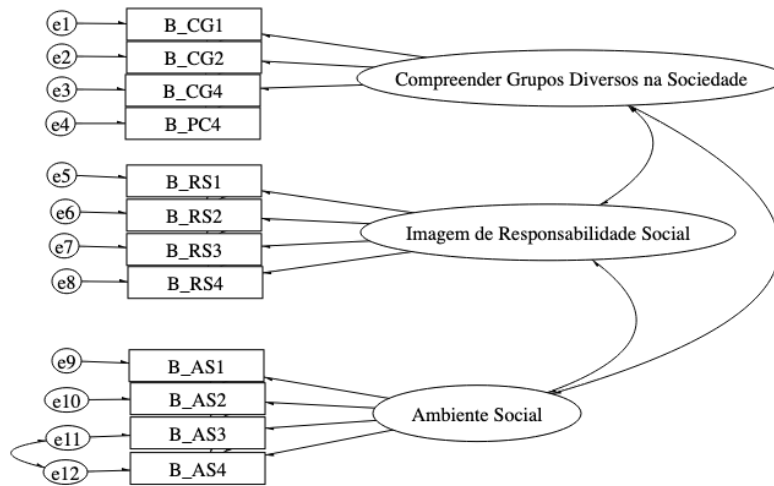 e1 B_CG1
e2 B_CG2
Compreender Grupos Diversos na Sociedade
e3 B_CG4
e4 B_PC4
e5 B_RS1
e6 B_RS2
Imagem de Responsabilidade Social
e7 B_RS3
e8 B_RS4
e9 B_AS1
e10 B_AS2
Ambiente Social
e11 B_AS3
e12 B_AS4